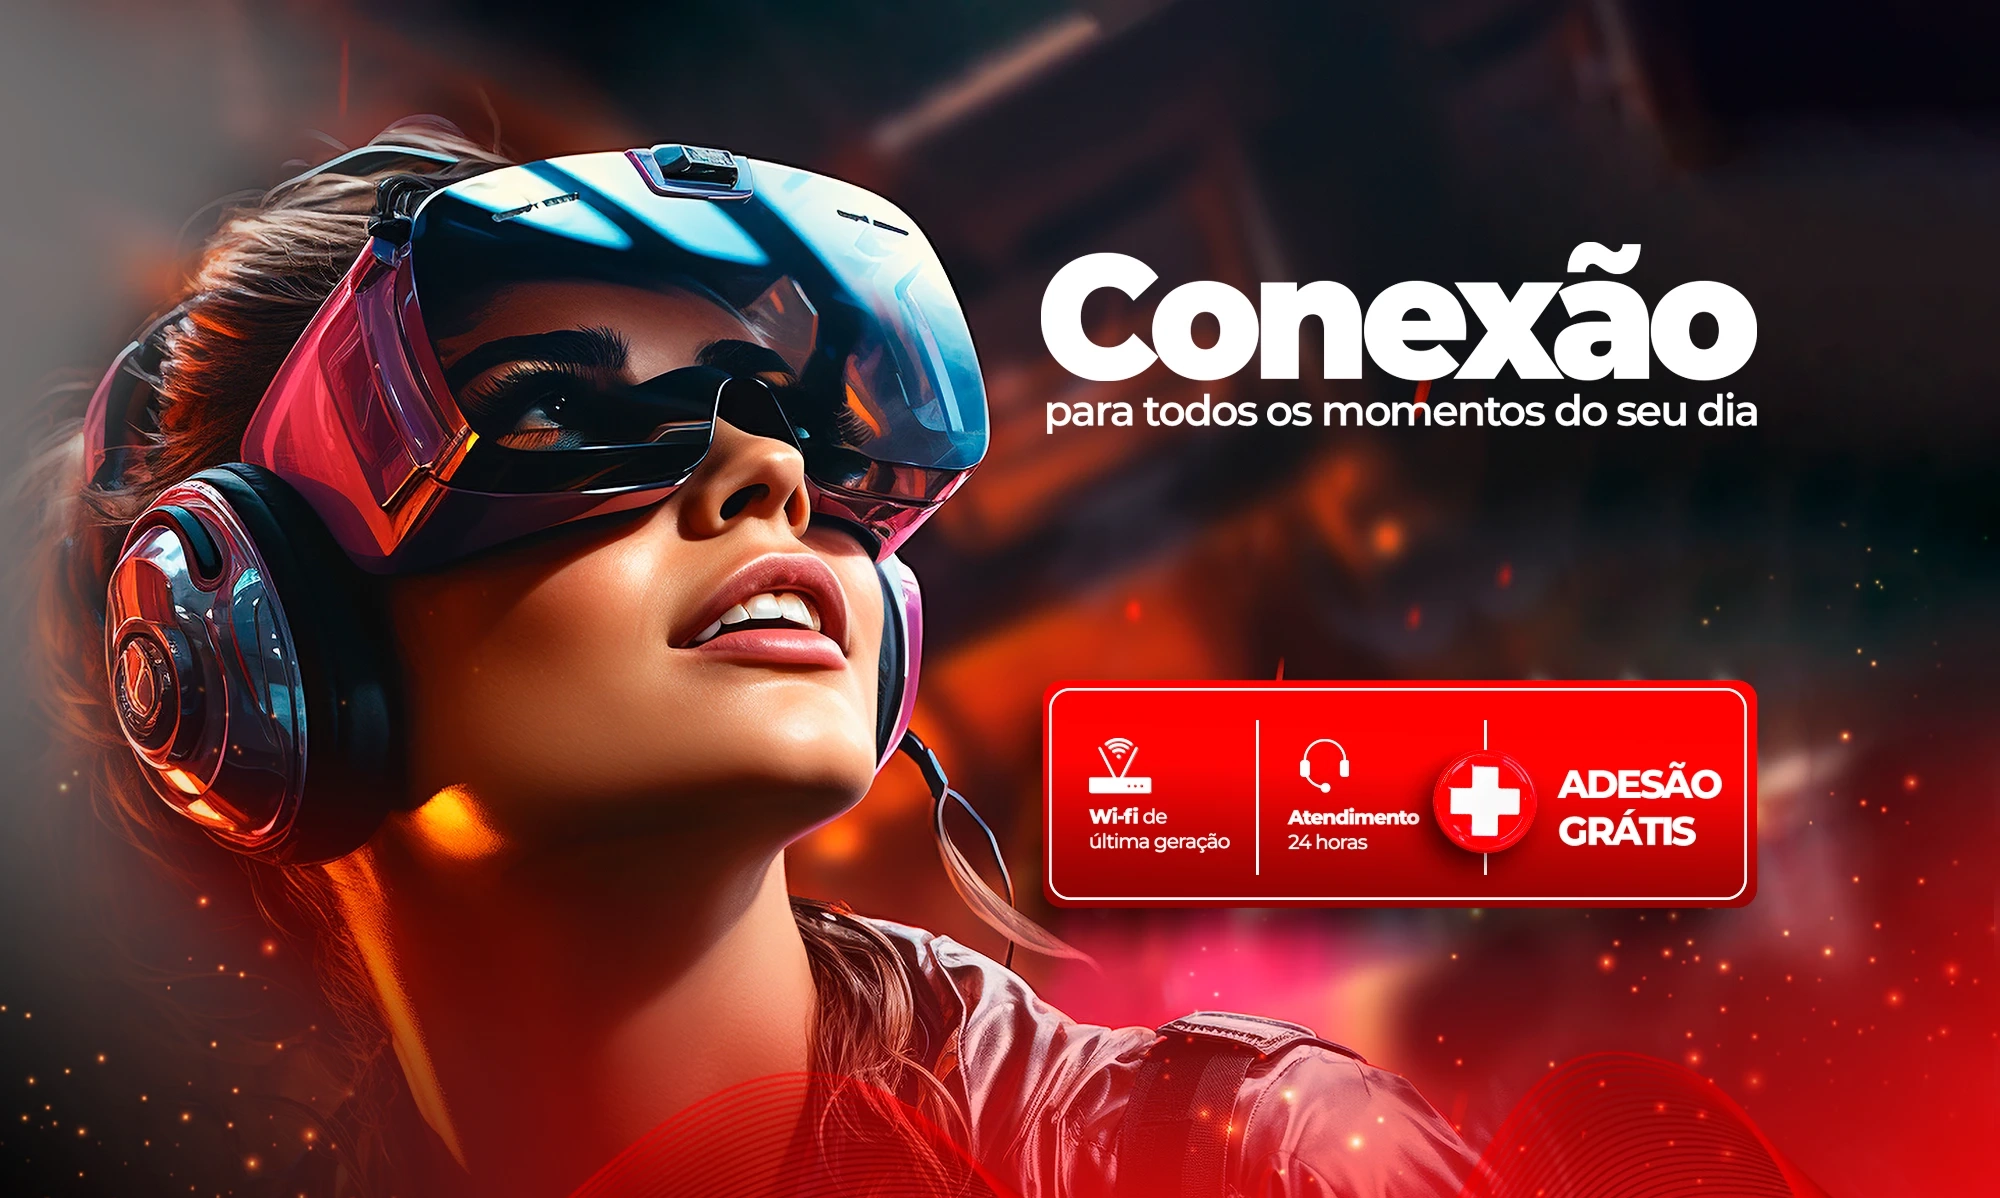 Conexão
para todos os momentos do seu dia
Wi-fi de
última geração
Atendimento
24 horas
ADESÃO
GRÁTIS